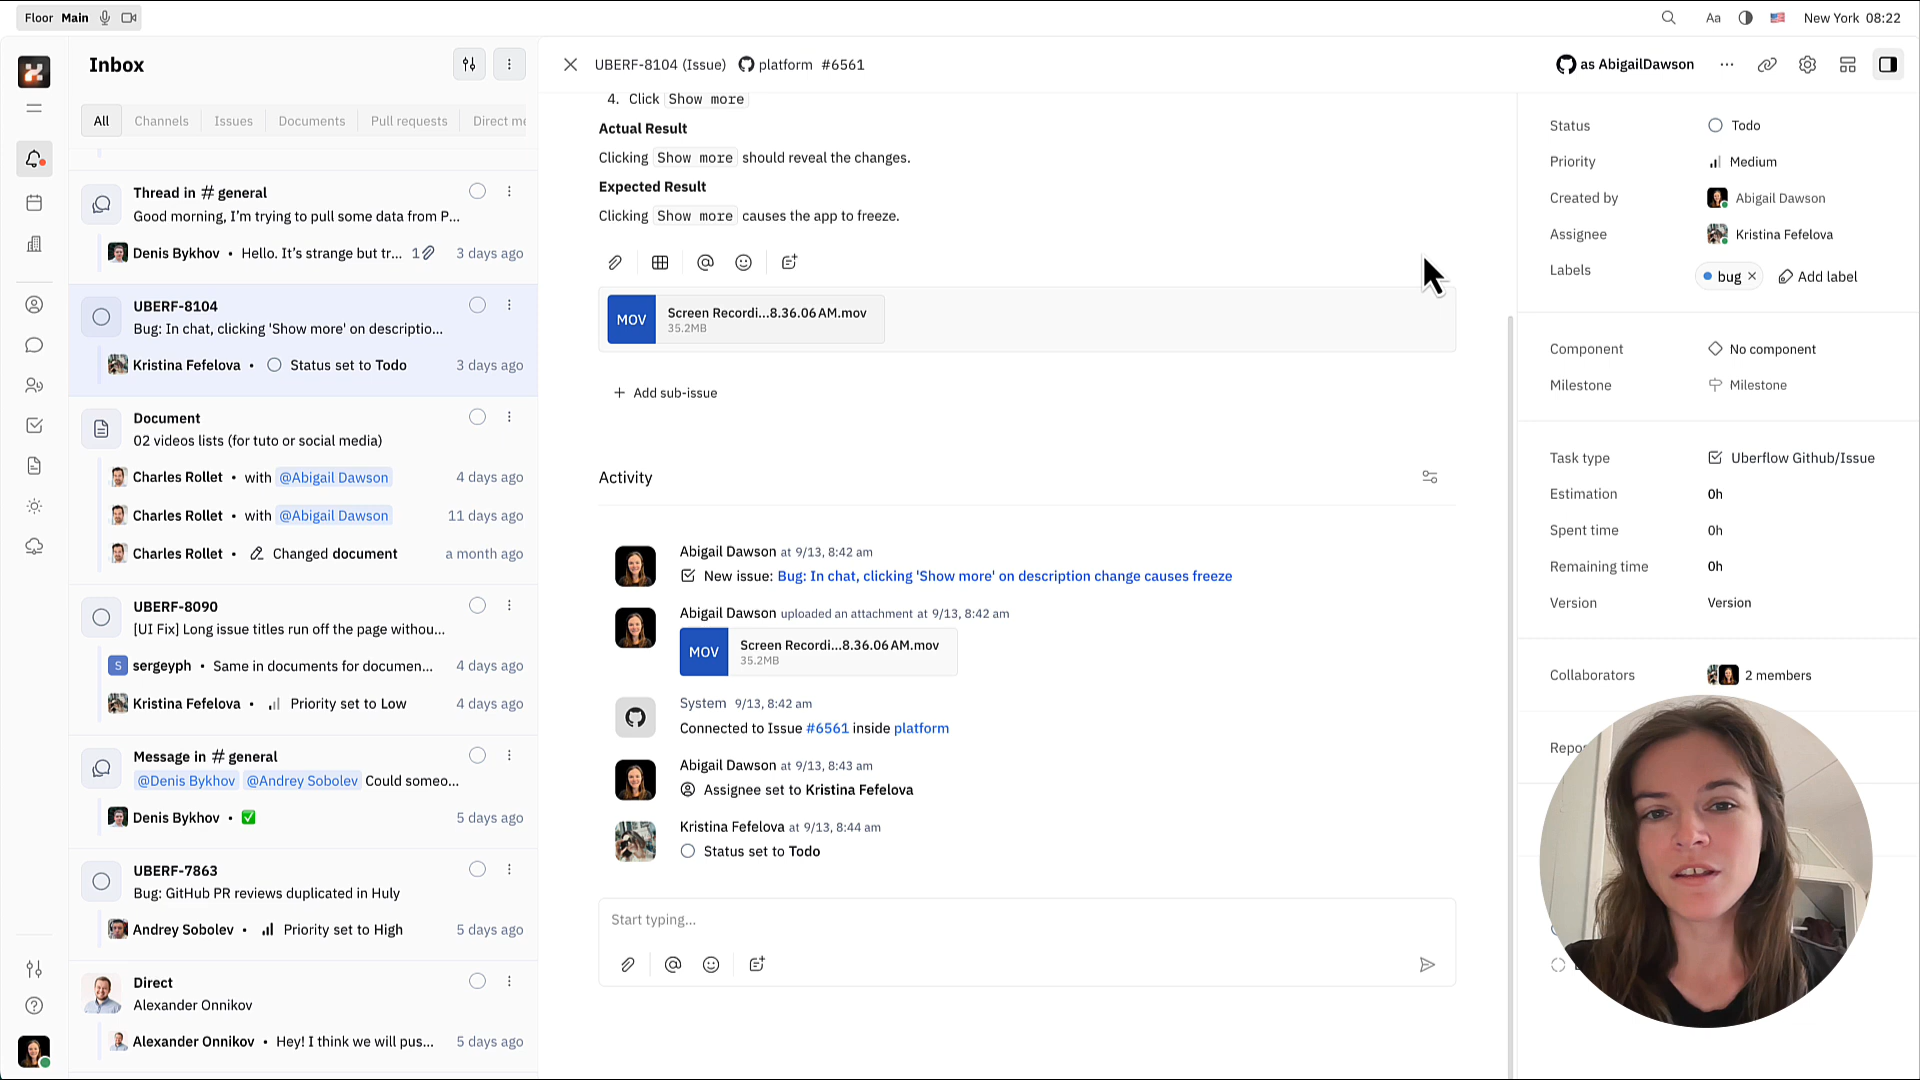 Floor Main
Aa
New York 08:22
Inbox
UBERF-8104 (Issue) platform #6561
as AbigailDawson
All Channels Issues Documents Pull requests Direct me
Thread in # general
Good morning, I’m trying to pull some data from P...
Denis Bykhov • Hello. It’s strange but tr... 1 3 days ago
UBERF-8104
Bug: In chat, clicking 'Show more' on descriptio...
Kristina Fefelova • Status set to Todo 3 days ago
Document
02 videos lists (for tuto or social media)
Charles Rollet • with @Abigail Dawson 4 days ago
Charles Rollet • with @Abigail Dawson 11 days ago
Charles Rollet • Changed document a month ago
UBERF-8090
[UI Fix] Long issue titles run off the page withou...
S sergeyph • Same in documents for documen... 4 days ago
Kristina Fefelova • Priority set to Low 4 days ago
Message in # general
@Denis Bykhov @Andrey Sobolev Could someo...
Denis Bykhov • 5 days ago
UBERF-7863
Bug: GitHub PR reviews duplicated in Huly
Andrey Sobolev • Priority set to High 5 days ago
Direct
Alexander Onnikov
Alexander Onnikov • Hey! I think we will pus... 5 days ago
4. Click Show more
Actual Result
Clicking Show more should reveal the changes.
Expected Result
Clicking Show more causes the app to freeze.
MOV Screen Recordi...8.36.06 AM.mov
35.2MB
+ Add sub-issue
Activity
Abigail Dawson at 9/13, 8:42 am
New issue: Bug: In chat, clicking 'Show more' on description change causes freeze
Abigail Dawson uploaded an attachment at 9/13, 8:42 am
MOV Screen Recordi...8.36.06 AM.mov
35.2MB
System 9/13, 8:42 am
Connected to Issue #6561 inside platform
Abigail Dawson at 9/13, 8:43 am
Assignee set to Kristina Fefelova
Kristina Fefelova at 9/13, 8:44 am
Status set to Todo
Start typing...
Status Todo
Priority Medium
Created by Abigail Dawson
Assignee Kristina Fefelova
Labels bug × Add label
Component No component
Milestone Milestone
Task type Uberflow Github/Issue
Estimation 0h
Spent time 0h
Remaining time 0h
Version Version
Collaborators 2 members
Repos